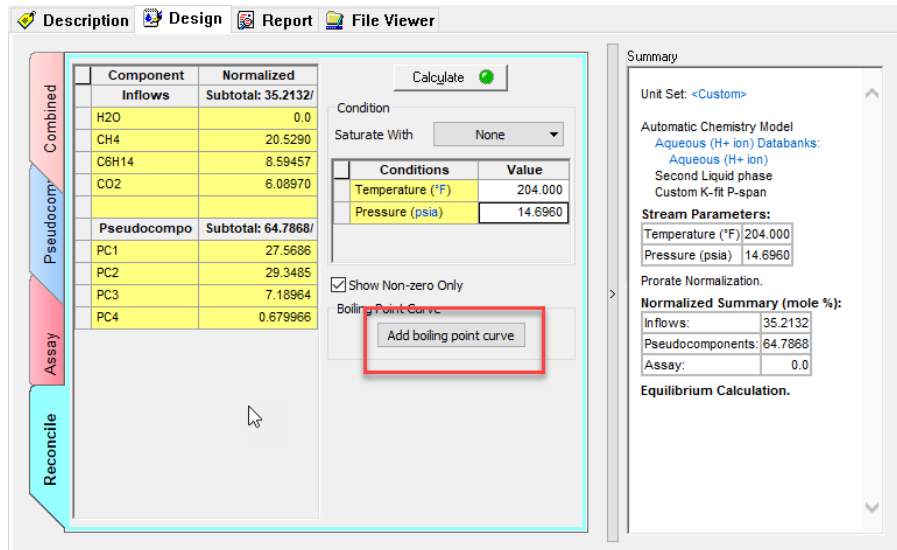 Description Design Report File Viewer
Combined
Pseudocom
Assay
Reconcile
Component Normalized
Inflows Subtotal: 35.2132/
H2O 0.0
CH4 20.5290
C6H14 8.59457
CO2 6.08970
Pseudocompo Subtotal: 64.7868/
PC1 27.5686
PC2 29.3485
PC3 7.18964
PC4 0.679966
Calculate
Condition
Saturate With None
Conditions Value
Temperature (°F) 204.000
Pressure (psia) 14.6960
Show Non-zero Only
Boiling Point Curve
Add boiling point curve
>
Summary
Unit Set: <Custom>
Automatic Chemistry Model
Aqueous (H+ ion) Databanks:
Aqueous (H+ ion)
Second Liquid phase
Custom K-fit P-span
Stream Parameters:
Temperature (°F) 204.000
Pressure (psia) 14.6960
Prorate Normalization.
Normalized Summary (mole %):
Inflows: 35.2132
Pseudocomponents: 64.7868
Assay: 0.0
Equilibrium Calculation.